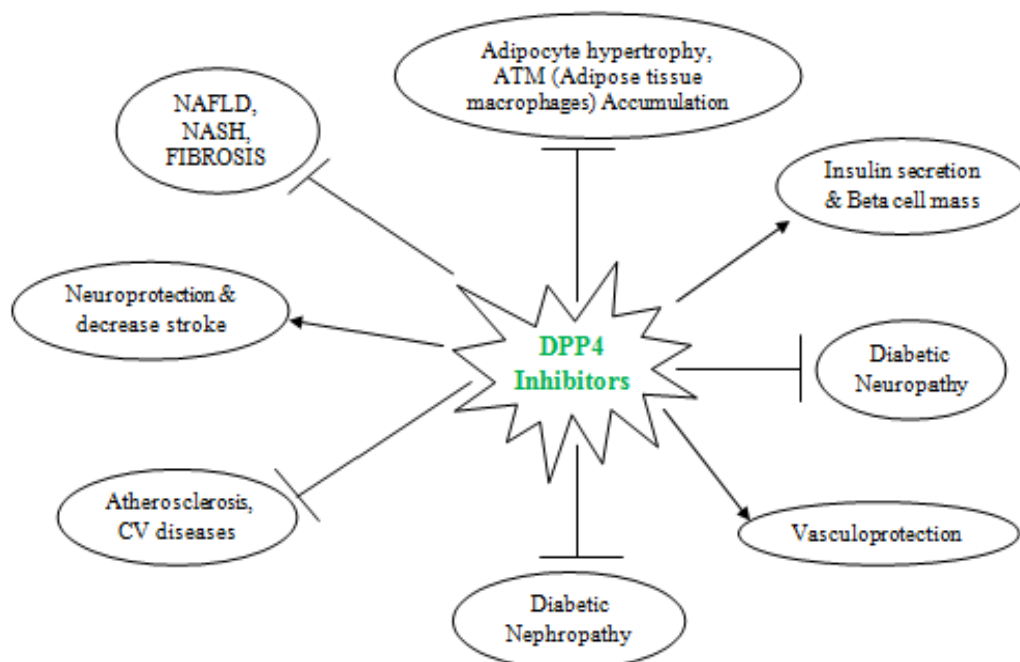 Adipocyte hypertrophy,
ATM (Adipose tissue
macrophages) Accumulation
NAFLD,
NASH,
FIBROSIS
Insulin secretion
& Beta cell mass
Neuroprotection &
decrease stroke
DPP4
Inhibitors
Diabetic
Neuropathy
Atherosclerosis,
CV diseases
Vasculoprotection
Diabetic
Nephropathy